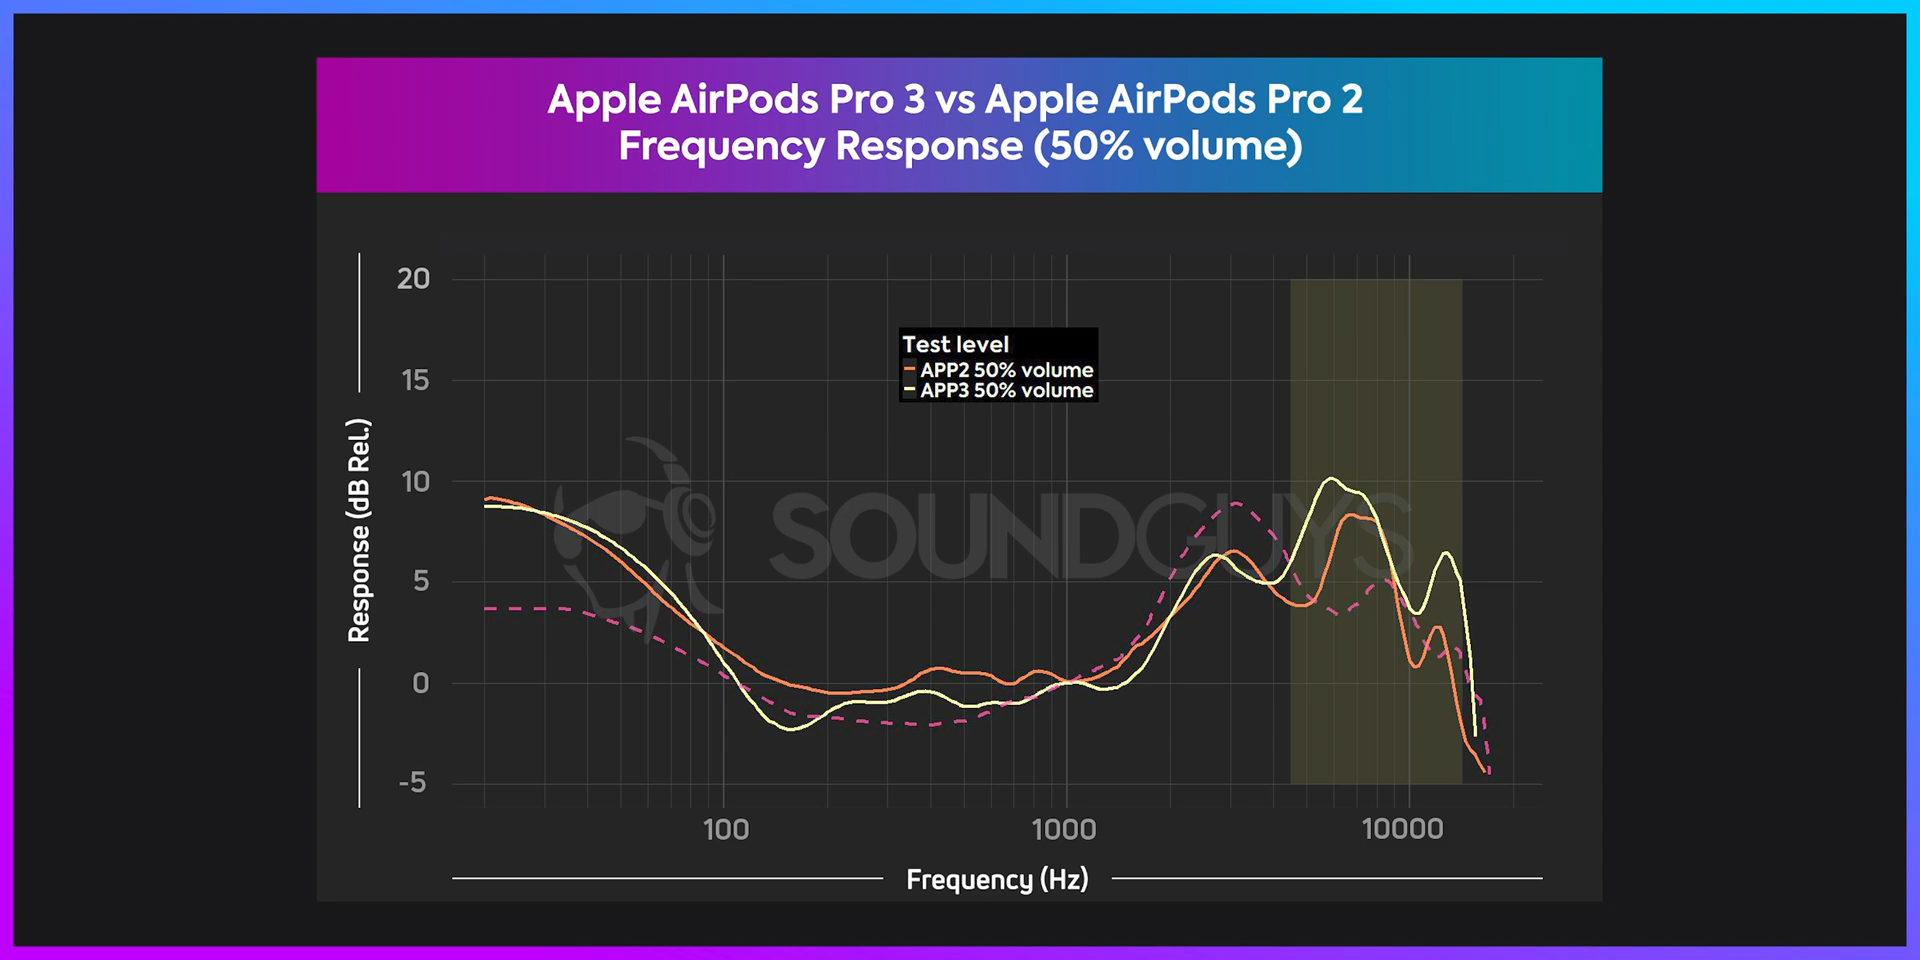 Apple AirPods Pro 3 vs Apple AirPods Pro 2
Frequency Response (50% volume)
20
15
10
5
0
-5
Response (dB Rel.)
Test level
APP2 50% volume
APP3 50% volume
SOUNDGUYS
100
1000
10000
Frequency (Hz)